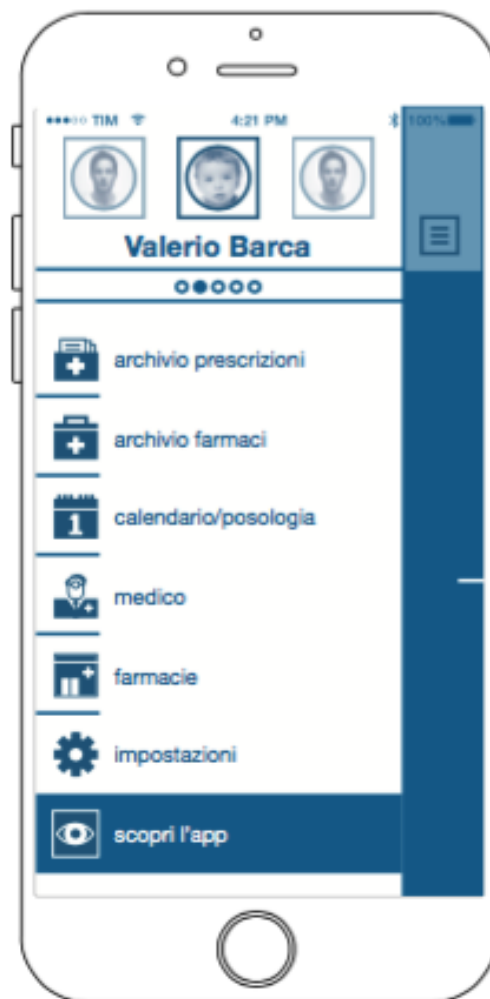 TIM 4:21 PM 100%
Valerio Barca
archivio prescrizioni
archivio farmaci
1 calendario/posologia
medico
farmacie
impostazioni
scopri l'app